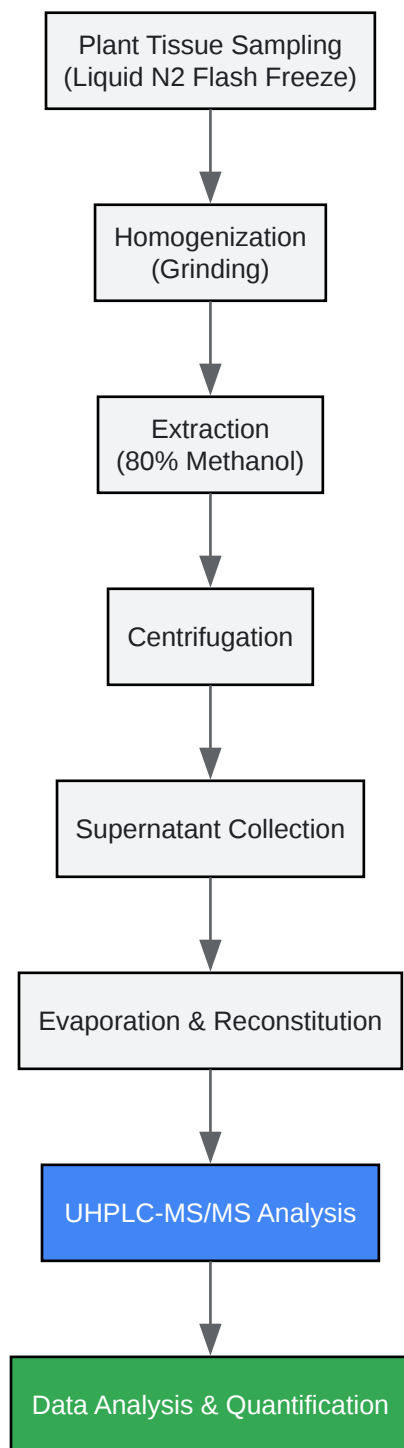 Plant Tissue Sampling
(Liquid N2 Flash Freeze)
Homogenization
(Grinding)
Extraction
(80% Methanol)
Centrifugation
Supernatant Collection
Evaporation & Reconstitution
UHPLC-MS/MS Analysis
Data Analysis & Quantification